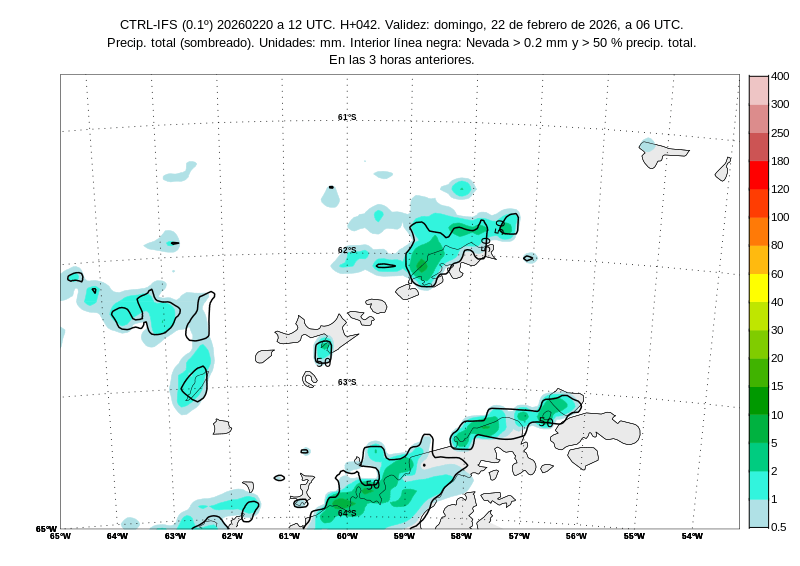 CTRL-IFS (0.1º) 20260220 a 12 UTC. H+042. Validez: domingo, 22 de febrero de 2026, a 06 UTC.
Precip. total (sombreado). Unidades: mm. Interior línea negra: Nevada > 0.2 mm y > 50 % precip. total.
En las 3 horas anteriores.
400
300
250
180
120
100
80
60
40
30
20
15
10
5
2
1
0.5
61°S
62°S
63°S
64°S
50
50
50
50
50
65°W
65°W
64°W
63°W
62°W
61°W
60°W
59°W
58°W
57°W
56°W
55°W
54°W